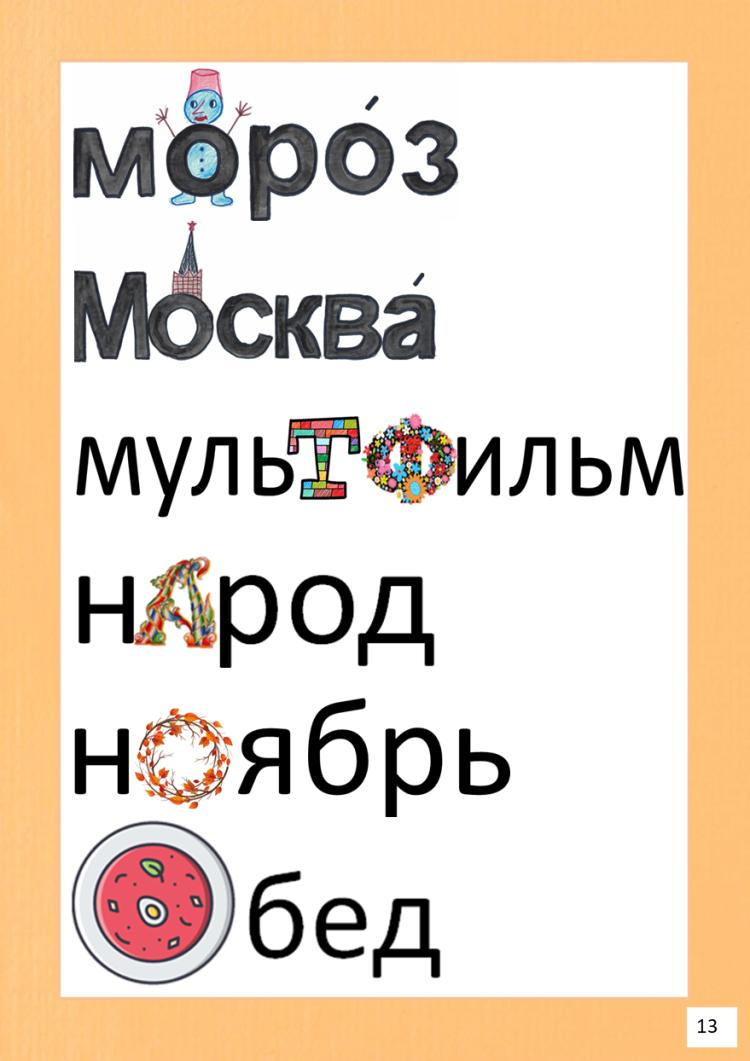 моро́з
Москва́
мульТФильм
нАрод
нОябрь
Обед
13